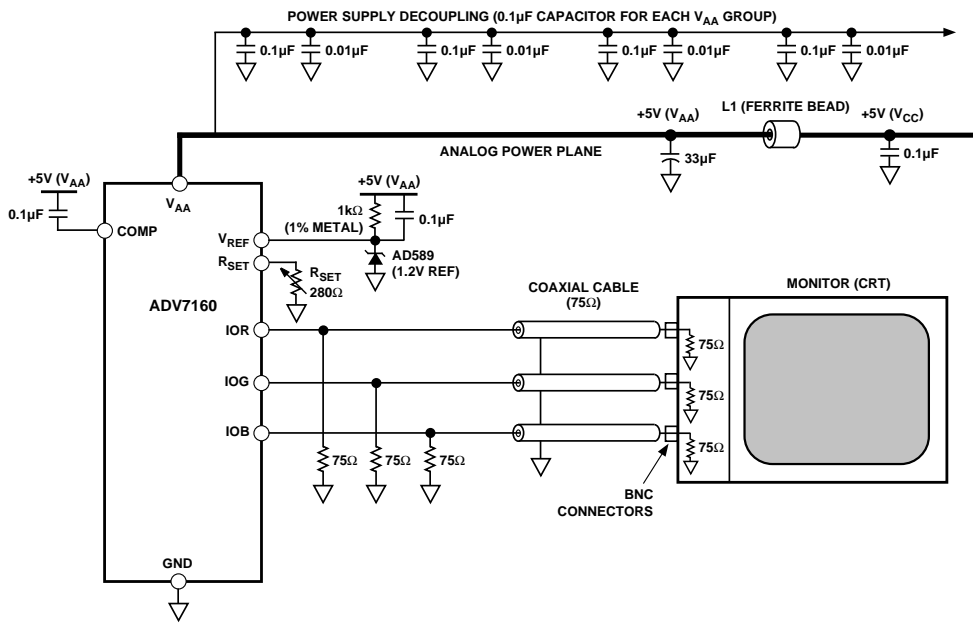 POWER SUPPLY DECOUPLING (0.1µF CAPACITOR FOR EACH VAA GROUP)
0.1µF
0.01µF
0.1µF
0.01µF
0.1µF
0.01µF
0.1µF
0.01µF
L1 (FERRITE BEAD)
+5V (VAA)
+5V (VCC)
ANALOG POWER PLANE
33µF
0.1µF
+5V (VAA)
0.1µF
VAA
COMP
+5V (VAA)
1kΩ
(1% METAL)
0.1µF
VREF
AD589
(1.2V REF)
RSET
RSET
280Ω
ADV7160
COAXIAL CABLE
(75Ω)
MONITOR (CRT)
IOR
75Ω
IOG
75Ω
IOB
75Ω
75Ω
75Ω
75Ω
BNC
CONNECTORS
GND